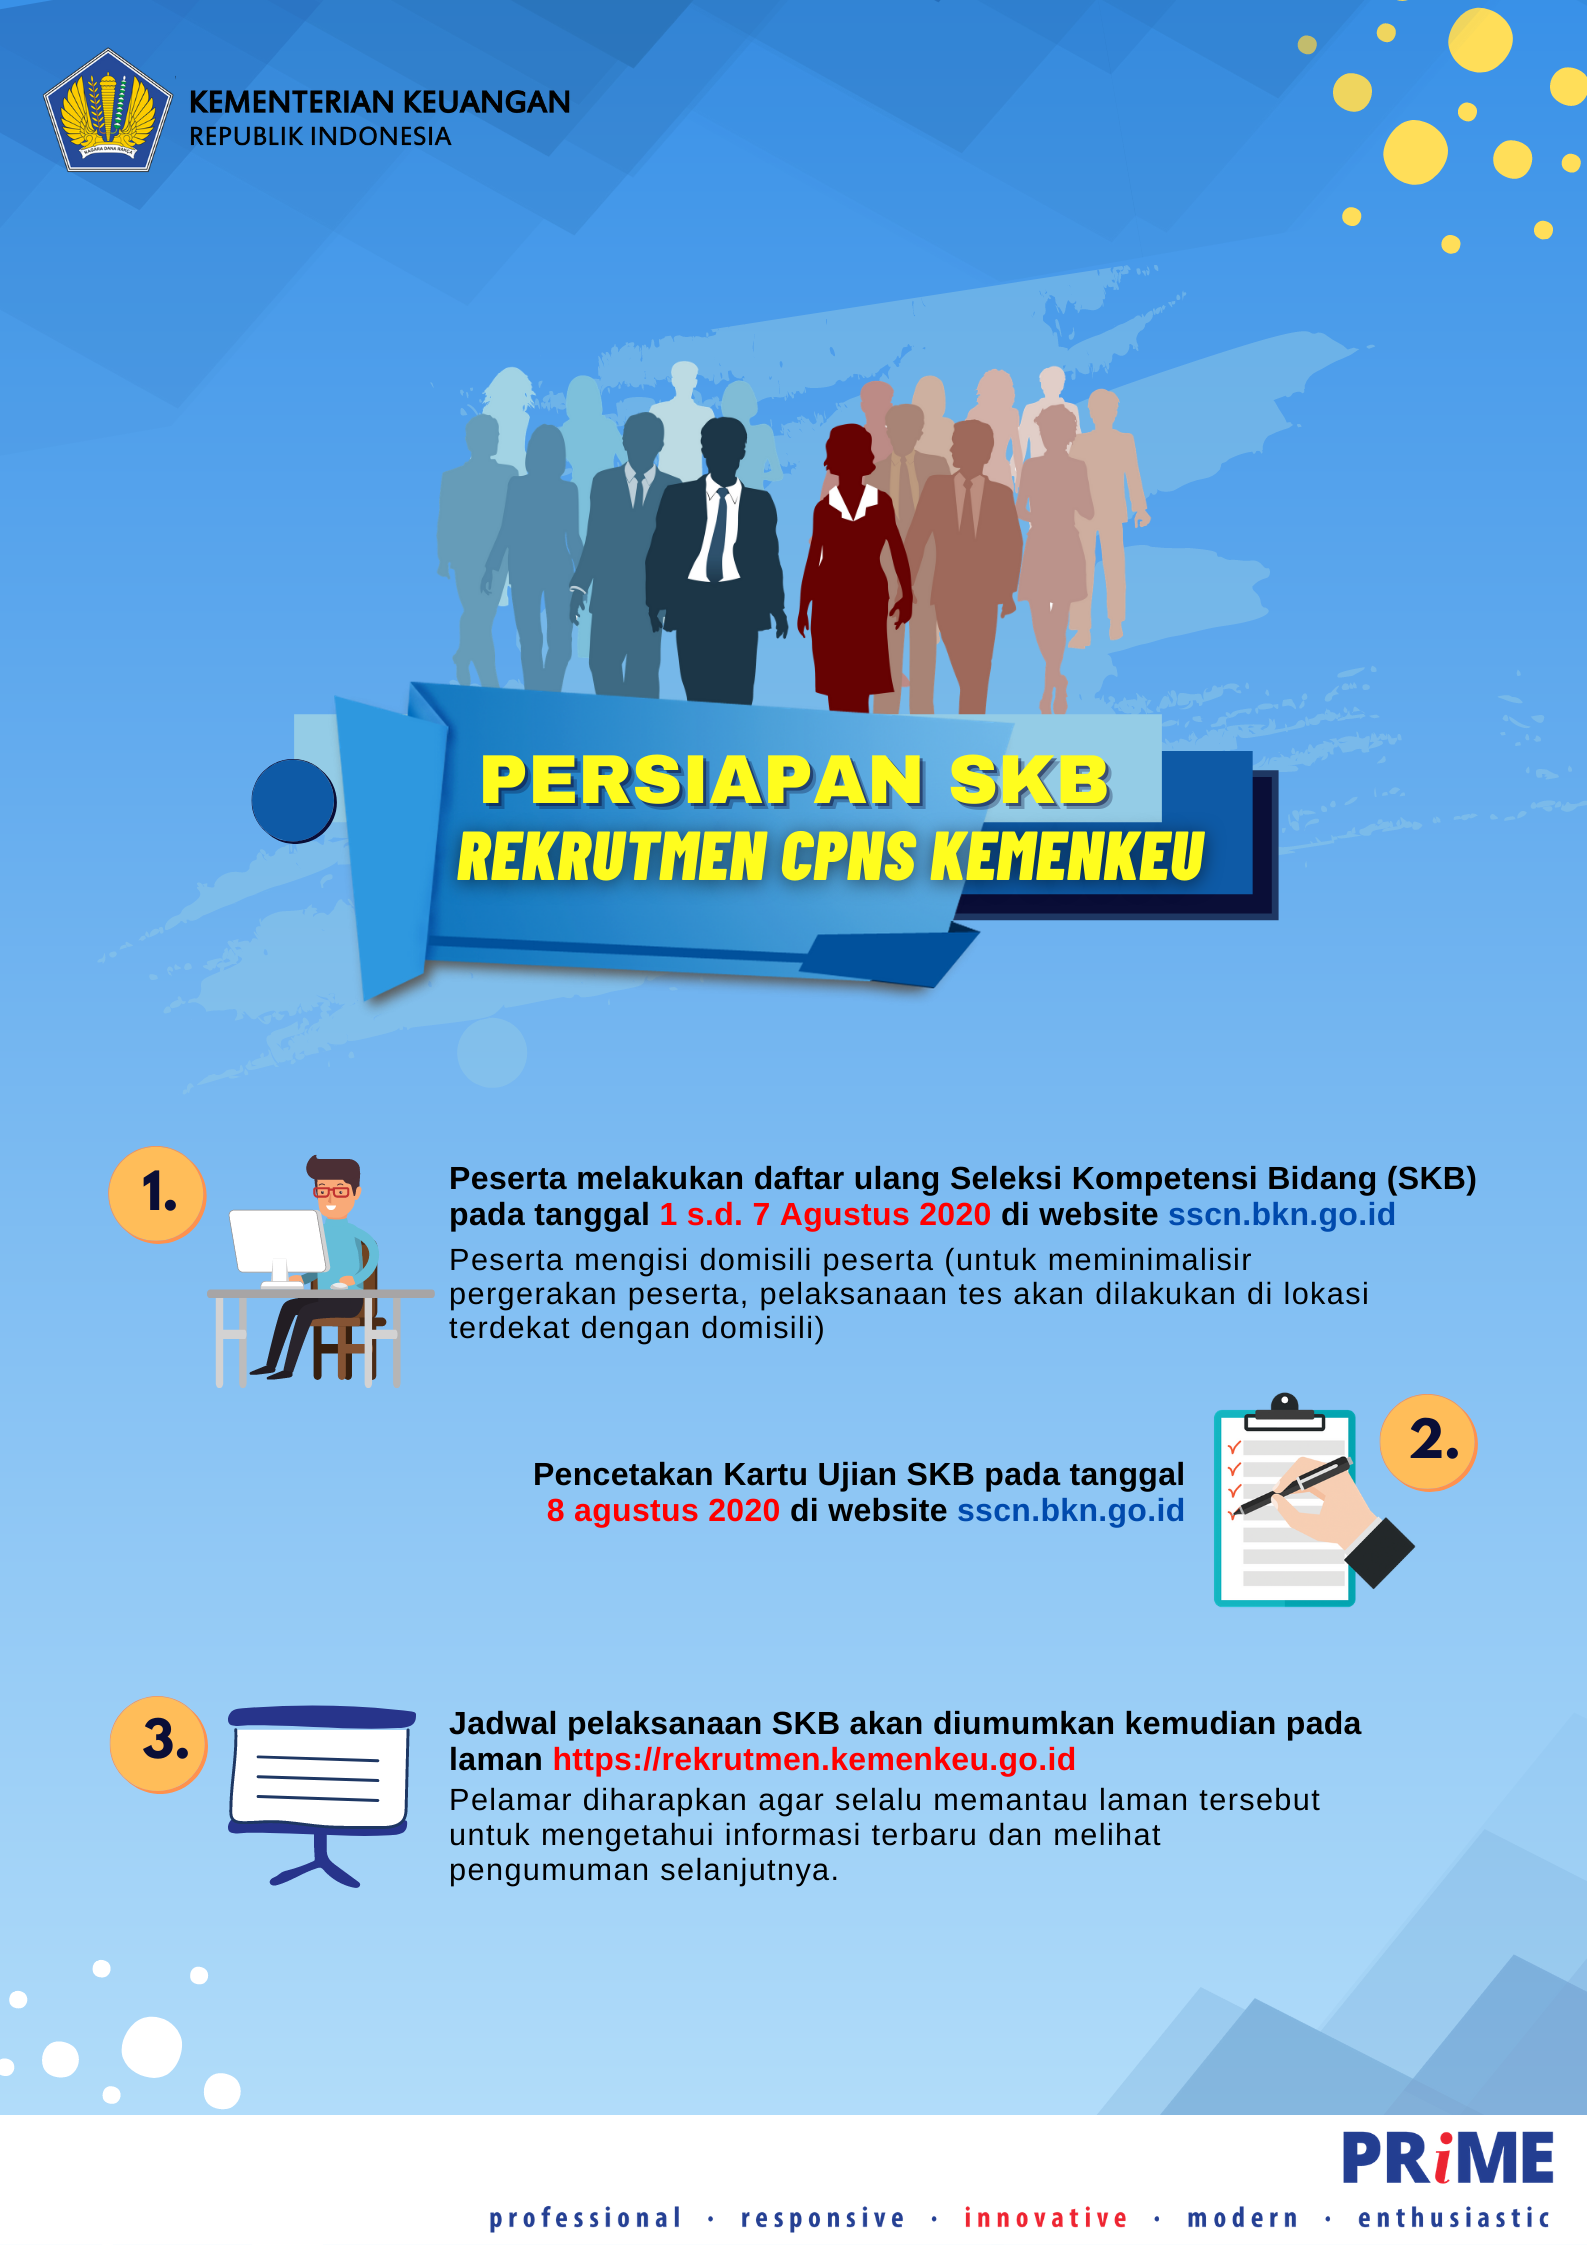 KEMENTERIAN KEUANGAN
REPUBLIK INDONESIA
NAGARA DANA RAKCA
PERSIAPAN SKB
REKRUTMEN CPNS KEMENKEU
1.
Peserta melakukan daftar ulang Seleksi Kompetensi Bidang (SKB)
pada tanggal 1 s.d. 7 Agustus 2020 di website sscn.bkn.go.id
Peserta mengisi domisili peserta (untuk meminimalisir
pergerakan peserta, pelaksanaan tes akan dilakukan di lokasi
terdekat dengan domisili)
2.
Pencetakan Kartu Ujian SKB pada tanggal
8 agustus 2020 di website sscn.bkn.go.id
3.
Jadwal pelaksanaan SKB akan diumumkan kemudian pada
laman https://rekrutmen.kemenkeu.go.id
Pelamar diharapkan agar selalu memantau laman tersebut
untuk mengetahui informasi terbaru dan melihat
pengumuman selanjutnya.
PRiME
professional · responsive · innovative · modern · enthusiastic